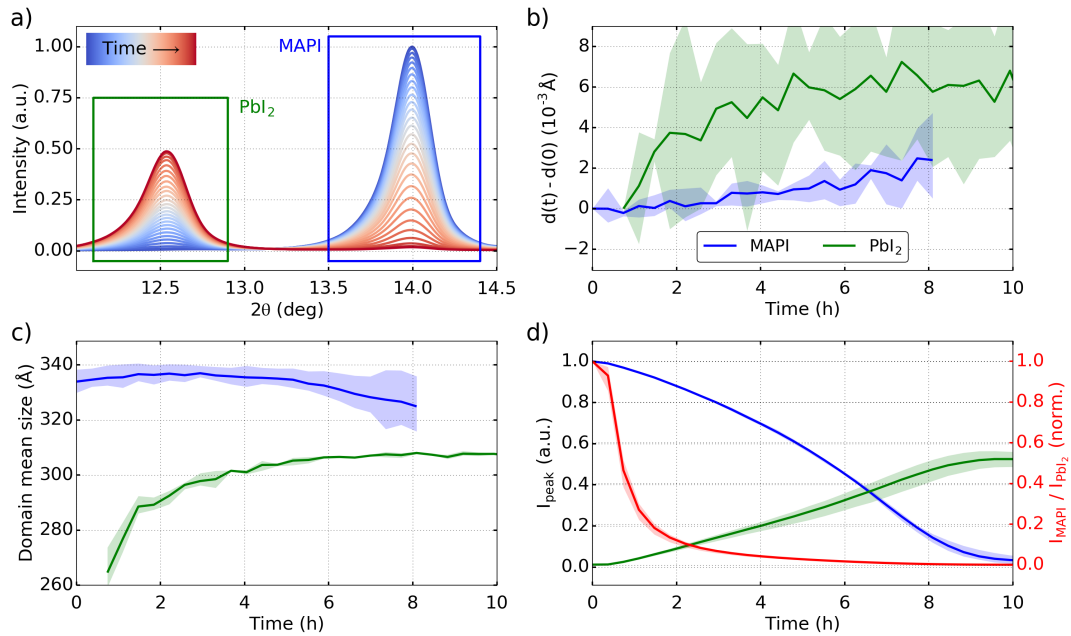 a)
Time →
MAPI
PbI₂
Intensity (a.u.)
1.00
0.75
0.50
0.25
0.00
12.5
13.0
13.5
14.0
14.5
2θ (deg)
b)
d(t) - d(0) (10⁻³ Å)
8
6
4
2
0
−2
MAPI
PbI₂
0
2
4
6
8
10
Time (h)
c)
Domain mean size (Å)
340
320
300
280
260
0
2
4
6
8
10
Time (h)
d)
I_peak (a.u.)
1.0
0.8
0.6
0.4
0.2
0.0
0
2
4
6
8
10
Time (h)
1.0
0.8
0.6
0.4
0.2
0.0
I_MAPI / I_PbI₂ (norm.)